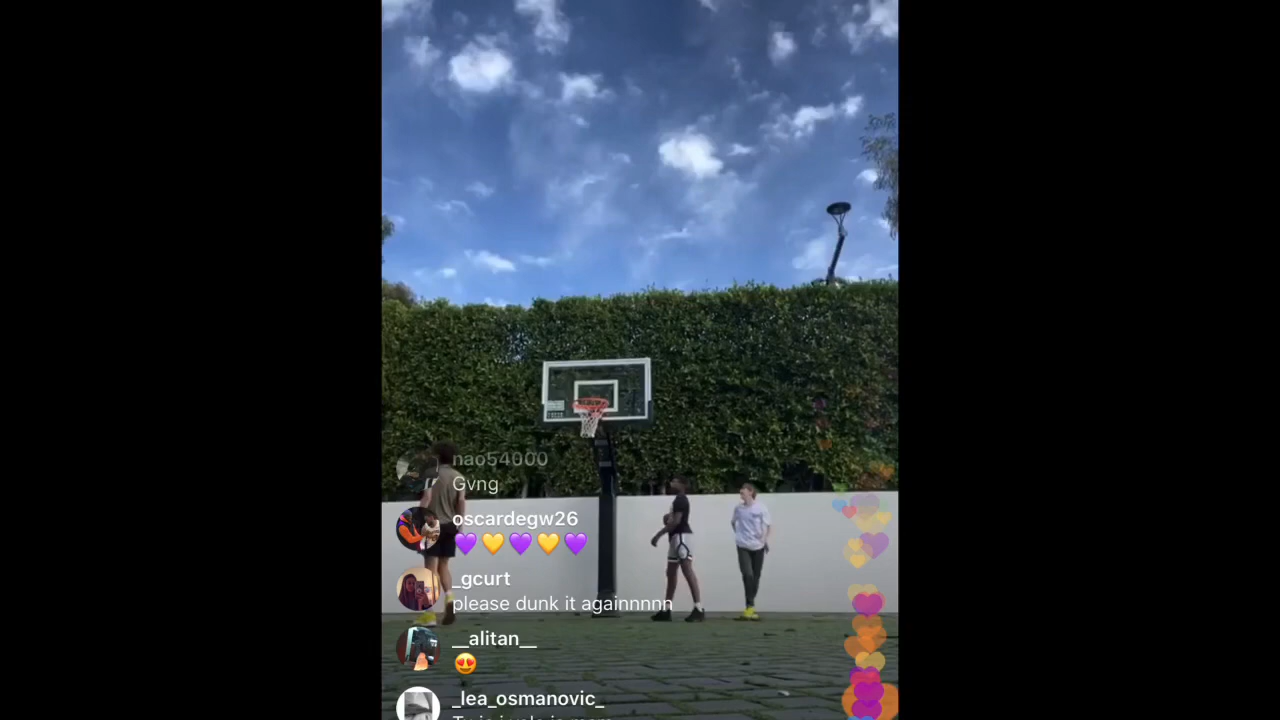 nao54000
Gvng
oscardegw26
💜💛💜💛💜
_gcurt
please dunk it againnnnn
__alitan__
😍
_lea_osmanovic_